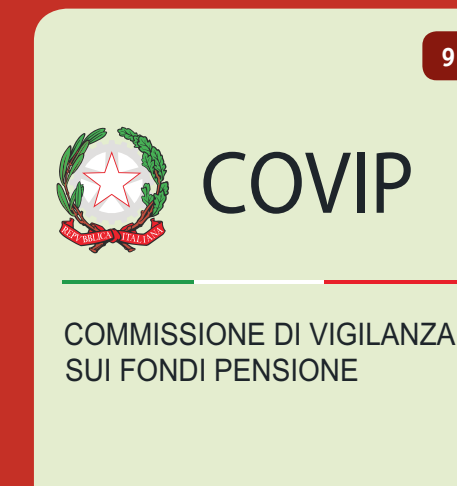 9
COVIP
REPVBBLICA ITALIANA
COMMISSIONE DI VIGILANZA
SUI FONDI PENSIONE